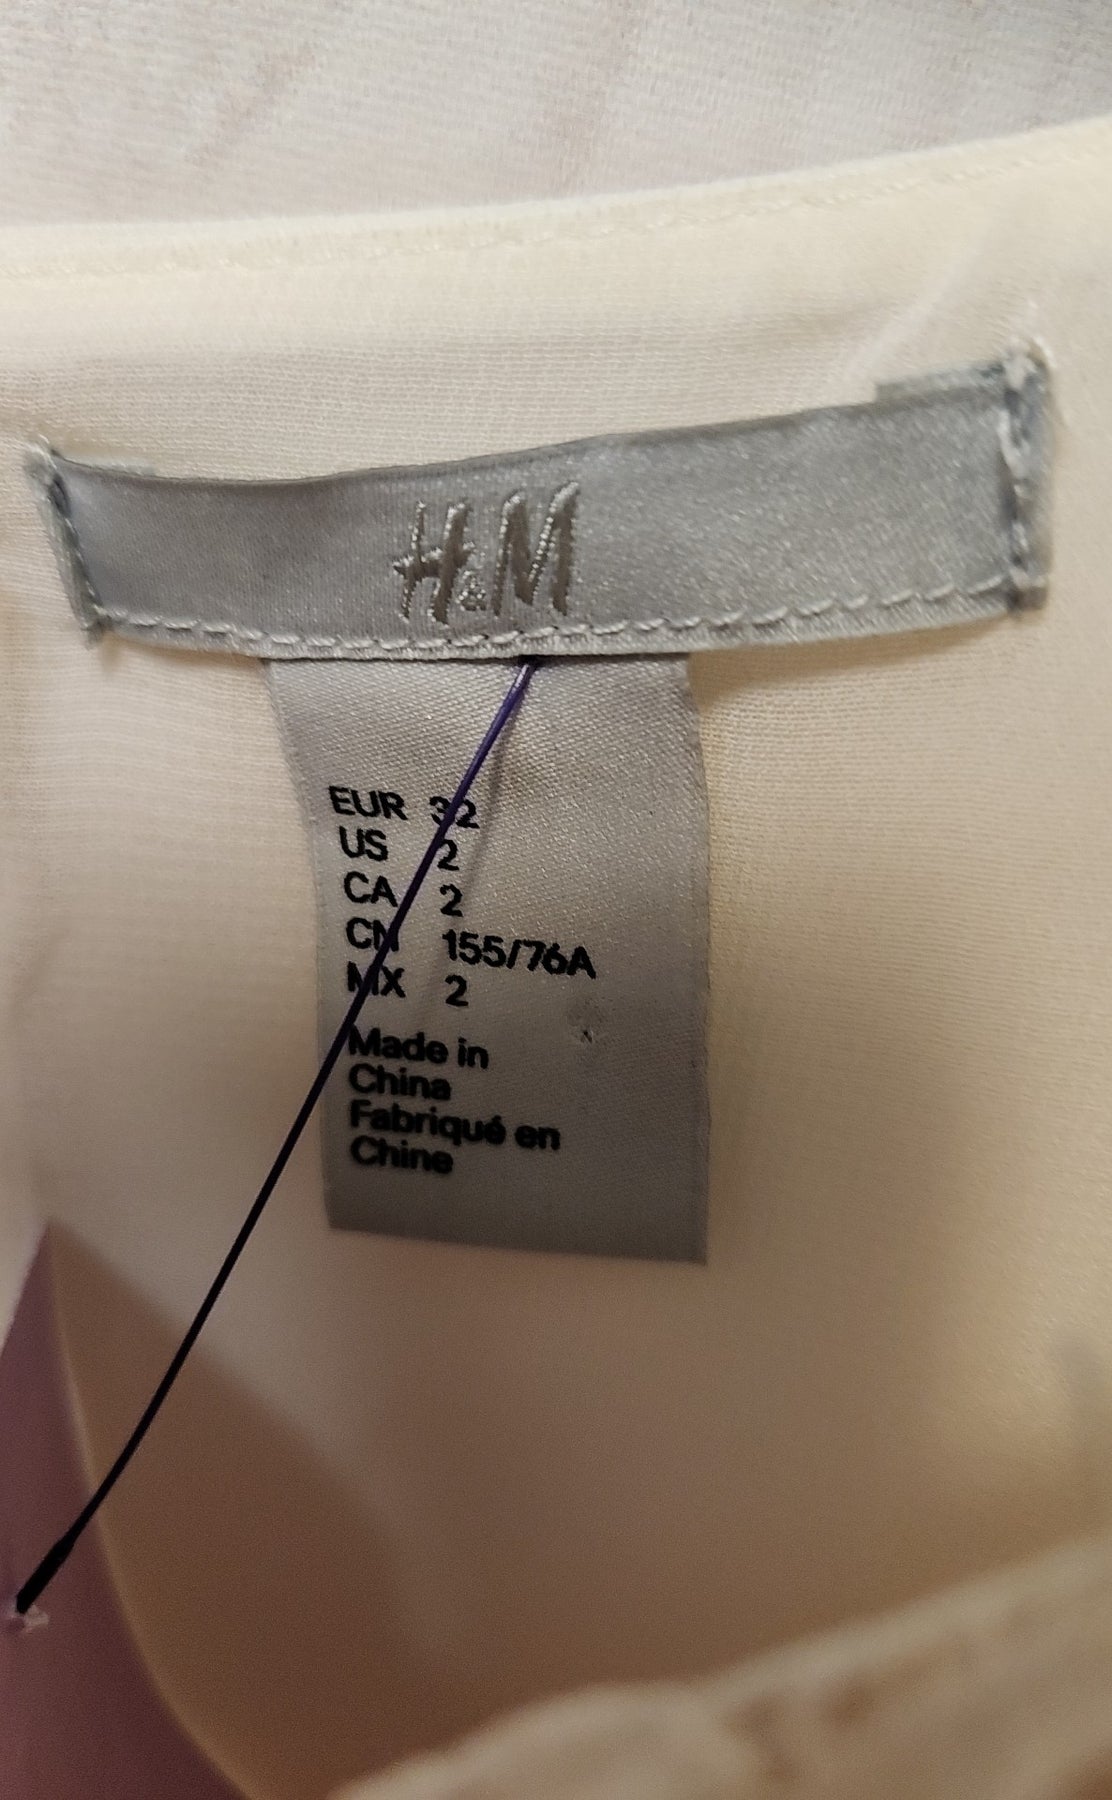 H&M
EUR 32
US 2
CA 2
CN 155/76A
MX 2
Made in
China
Fabriqué en
Chine